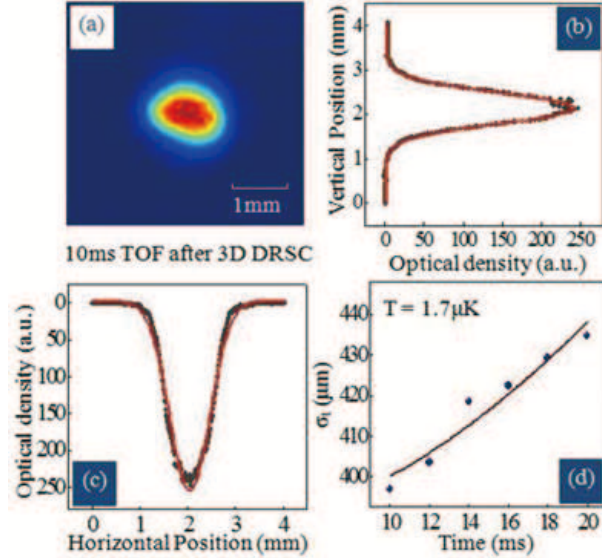 (a)
1mm
10ms TOF after 3D DRSC
(b)
Vertical Position (mm)
4
3
2
1
0
0 50 100 150 200 250
Optical density (a.u.)
(c)
Optical density (a.u.)
0
50
100
150
200
250
0 1 2 3 4
Horizontal Position (mm)
T = 1.7μK
(d)
σ₁ (μm)
440
430
420
410
400
10 12 14 16 18 20
Time (ms)